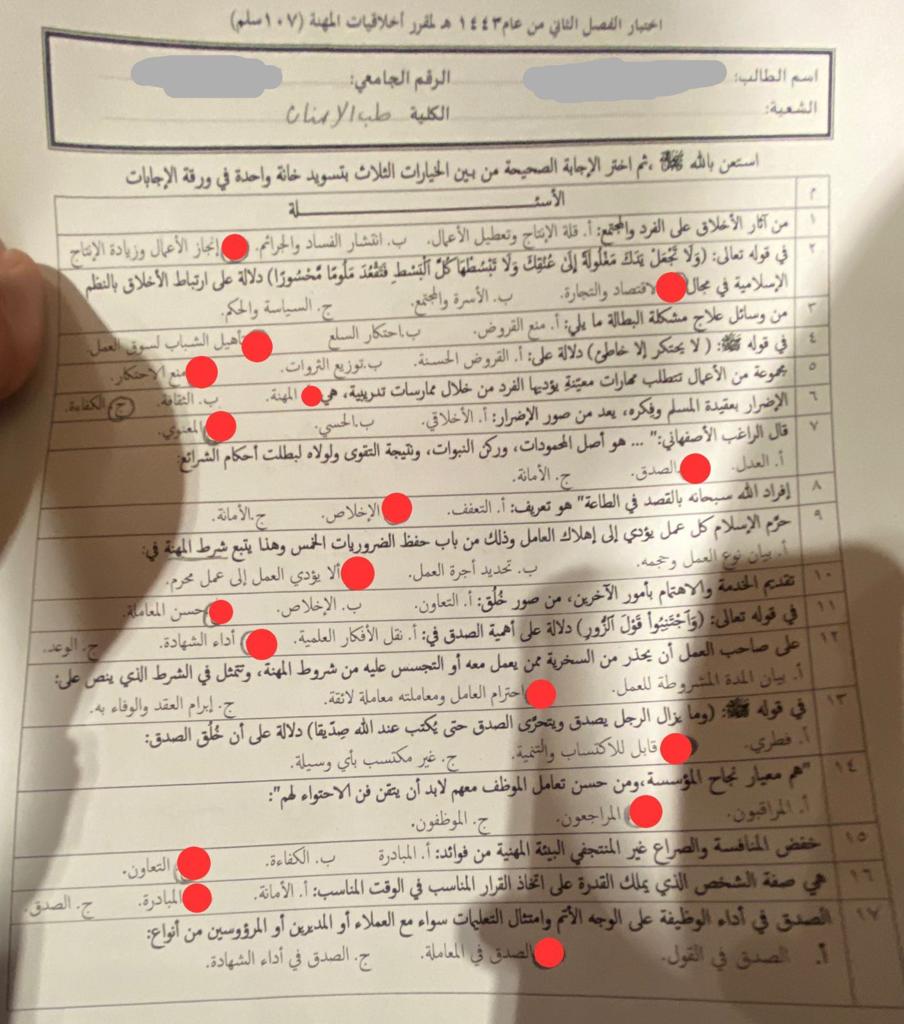 اختبار الفصل الثاني من عام ١٤٤٣ هـ لمقرر أخلاقيات المهنة (١٠٧ سلم)
اسم الطالب: الرقم الجامعي:
الشعبة: الكلية طب الاسنان
استعن بالله ﷻ، ثم اختر الإجابة الصحيحة من بين الخيارات الثلاث بتسويد خانة واحدة في ورقة الإجابات
م الأسئـــــــــلة
١ من آثار الأخلاق على الفرد والمجتمع: أ. قلة الإنتاج وتعطيل الأعمال. ب. انتشار الفساد والجرائم. إنجاز الأعمال وزيادة الإنتاج
٢ في قوله تعالى: (وَلَا تَجْعَلْ يَدَكَ مَغْلُولَةً إِلَىٰ عُنُقِكَ وَلَا تَبْسُطْهَا كُلَّ ٱلْبَسْطِ فَتَقْعُدَ مَلُومًا مَّحْسُورًا) دلالة على ارتباط الأخلاق بالنظم
الإسلامية في مجال الاقتصاد والتجارة. ب. الأسرة والمجتمع. ج. السياسة والحكم.
٣ من وسائل علاج مشكلة البطالة ما يلي: أ. منع القروض. ب.احتكار السلع تأهيل الشباب لسوق العمل.
٤ في قوله ﷺ: ( لا يحتكر إلا خاطئ) دلالة على: أ. القروض الحسنة. ب.توزيع الثروات. منع الاحتكار.
٥ مجموعة من الأعمال تتطلب مهارات معيّنةٍ يؤديها الفرد من خلال ممارسات تدريبية، هي المهنة. ب. الثقافة. ج. الكفاءة.
٦ الإضرار بعقيدة المسلم وفكره، يعد من صور الإضرار: أ. الأخلاقي. ب.الحسي. المعنوي.
٧ قال الراغب الأصفهاني:" ... هو أصل المحمودات، وركن النبوات، ونتيجة التقوى ولولاه لبطلت أحكام الشرائع:
أ. العدل. الصدق. ج. الأمانة.
٨ إفراد الله سبحانه بالقصد في الطاعة" هو تعريف: أ. التعفف. الإخلاص. ج.الأمانة.
٩ حرّم الإسلام كل عمل يؤدي إلى إهلاك العامل وذلك من باب حفظ الضروريات الخمس وهذا يتبع شرط المهنة في:
أ. بيان نوع العمل وحجمه. ب. تحديد أجرة العمل. ألا يؤدي العمل إلى عمل محرم.
١٠ تقديم الخدمة والاهتمام بأمور الآخرين، من صور خُلُق: أ. التعاون. ب. الإخلاص. حسن المعاملة.
١١ في قوله تعالى: (وَٱجْتَنِبُوا۟ قَوْلَ ٱلزُّورِ) دلالة على أهمية الصدق في: أ. نقل الأفكار العلمية. أداء الشهادة. ج. الوعد.
١٢ على صاحب العمل أن يحذر من السخرية ممن يعمل معه أو التجسس عليه من شروط المهنة، وتتمثل في الشرط الذي ينص على:
أ. بيان المدة المشروطة للعمل. احترام العامل ومعاملته معاملة لائقة. ج. إبرام العقد والوفاء به.
١٣ في قوله ﷺ: (وما يزال الرجل يصدق ويتحرّى الصدق حتى يُكتب عند الله صِدّيقا) دلالة على أن خُلُق الصدق:
أ. فطري. قابل للاكتساب والتنمية. ج. غير مكتسب بأي وسيلة.
١٤ "هم معيار نجاح المؤسسة، ومن حسن تعامل الموظف معهم لابد أن يتقن فن الاحتواء لهم":
أ. المراقبون. المراجعون. ج. الموظفون.
١٥ خفض المنافسة والصراع غير المنتجفي البيئة المهنية من فوائد: أ. المبادرة ب. الكفاءة. التعاون.
١٦ هي صفة الشخص الذي يملك القدرة على اتخاذ القرار المناسب في الوقت المناسب: أ. الأمانة. المبادرة. ج. الصدق.
١٧ الصدق في أداء الوظيفة على الوجه الأتم وامتثال التعليمات سواء مع العملاء أو المديرين أو المرؤوسين من أنواع:
أ. الصدق في القول. الصدق في المعاملة. ج. الصدق في أداء الشهادة.